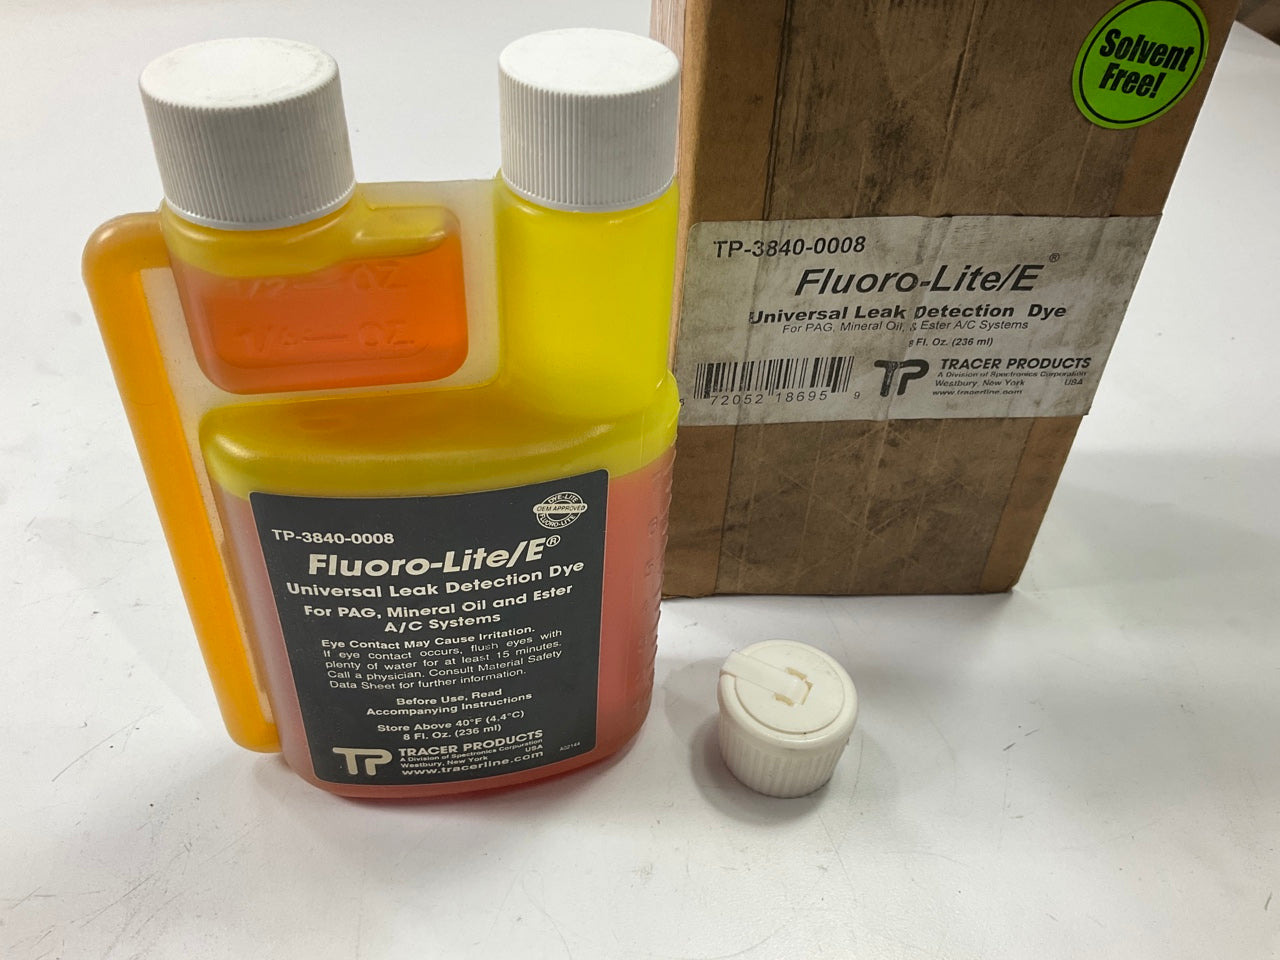 Solvent
Free!
TP-3840-0008
Fluoro-Lite/E®
Universal Leak Detection Dye
For PAG, Mineral Oil, & Ester A/C Systems
8 Fl. Oz. (236 ml)
72052 18695 9
TP
TRACER PRODUCTS
A Division of Spectronics Corporation
Westbury, New York USA
www.tracerline.com
OZ
OZ
DYE-LITE
OEM APPROVED
FLUORO-LITE
TP-3840-0008
Fluoro-Lite/E®
Universal Leak Detection Dye
For PAG, Mineral Oil and Ester
A/C Systems
Eye Contact May Cause Irritation.
If eye contact occurs, flush eyes with
plenty of water for at least 15 minutes.
Call a physician. Consult Material Safety
Data Sheet for further information.
Before Use, Read
Accompanying Instructions
Store Above 40°F (4.4°C)
8 Fl. Oz. (236 ml)
TP
TRACER PRODUCTS
A Division of Spectronics Corporation
Westbury, New York USA
www.tracerline.com